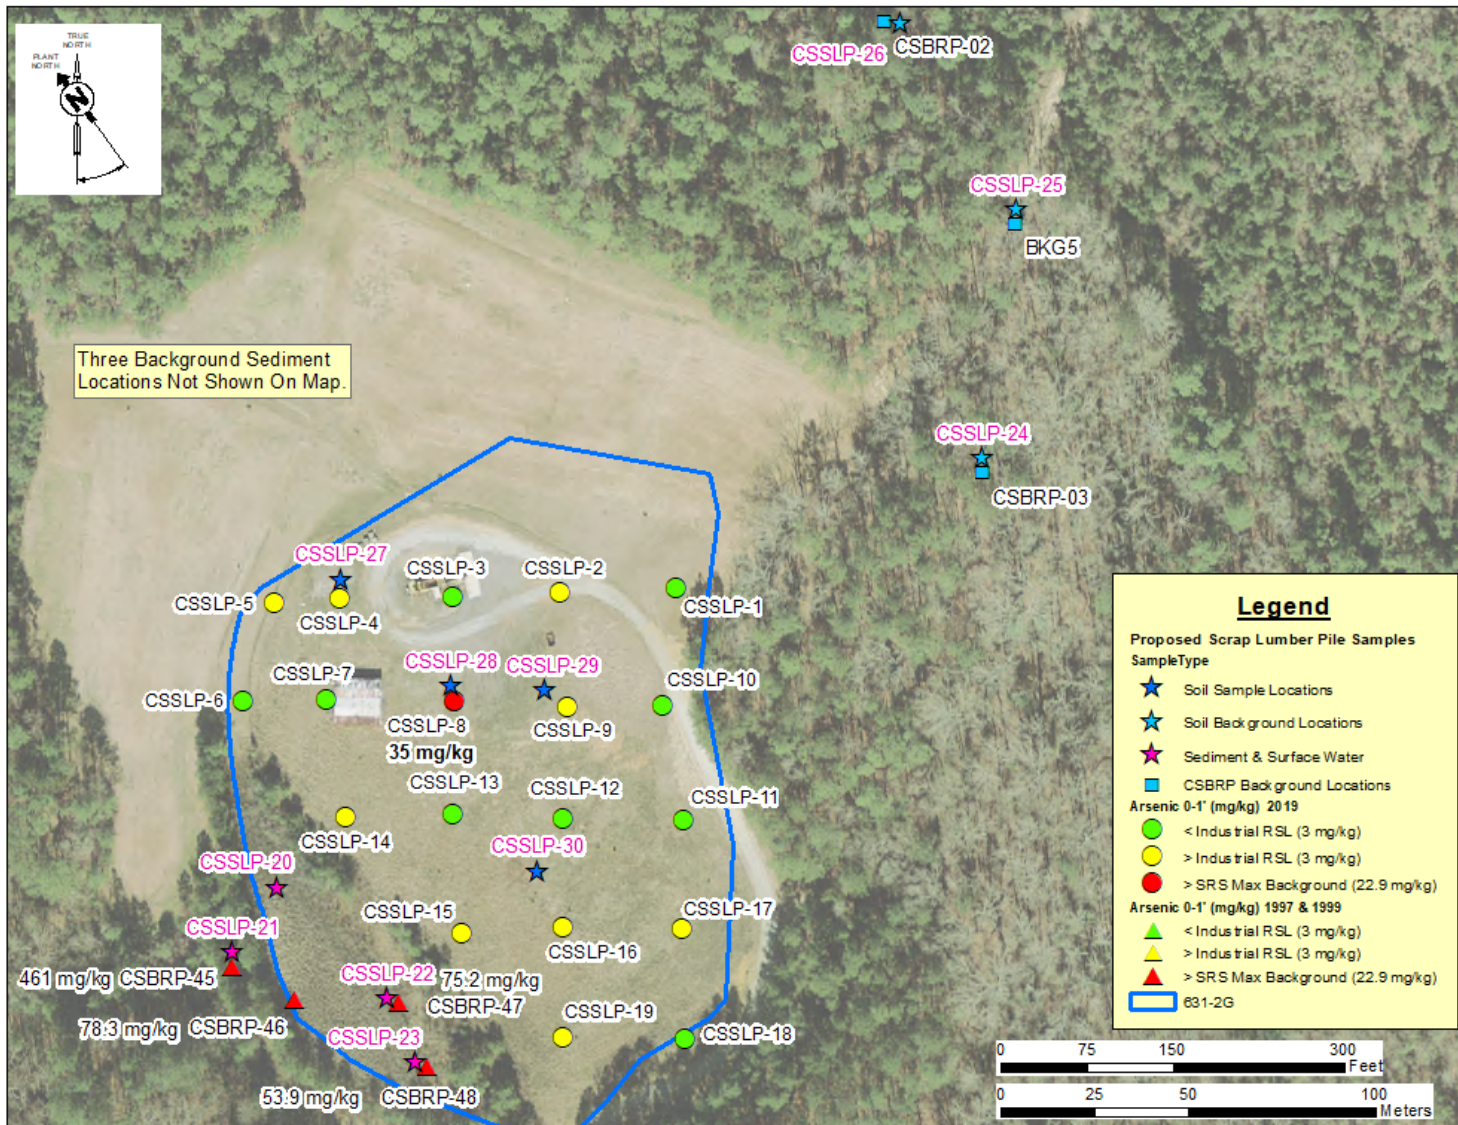 TRUE
NORTH
PLANT
NORTH
N
CSSLP-26
CSBRP-02
CSSLP-25
BKG5
Three Background Sediment
Locations Not Shown On Map.
CSSLP-24
CSBRP-03
CSSLP-27
CSSLP-3
CSSLP-2
CSSLP-5
CSSLP-4
CSSLP-1
CSSLP-28
CSSLP-29
CSSLP-7
CSSLP-10
CSSLP-6
CSSLP-8
CSSLP-9
35 mg/kg
CSSLP-13
CSSLP-12
CSSLP-11
CSSLP-14
CSSLP-30
CSSLP-20
CSSLP-15
CSSLP-17
CSSLP-21
CSSLP-16
461 mg/kg CSBRP-45
CSSLP-22
75.2 mg/kg
CSBRP-47
78.3 mg/kg CSBRP-46
CSSLP-23
CSSLP-19
CSSLP-18
53.9 mg/kg CSBRP-48
Legend
Proposed Scrap Lumber Pile Samples
SampleType
Soil Sample Locations
Soil Background Locations
Sediment & Surface Water
CSBRP Background Locations
Arsenic 0-1' (mg/kg) 2019
< Industrial RSL (3 mg/kg)
> Industrial RSL (3 mg/kg)
> SRS Max Background (22.9 mg/kg)
Arsenic 0-1' (mg/kg) 1997 & 1999
< Industrial RSL (3 mg/kg)
> Industrial RSL (3 mg/kg)
> SRS Max Background (22.9 mg/kg)
631-2G
0 75 150 300
Feet
0 25 50 100
Meters